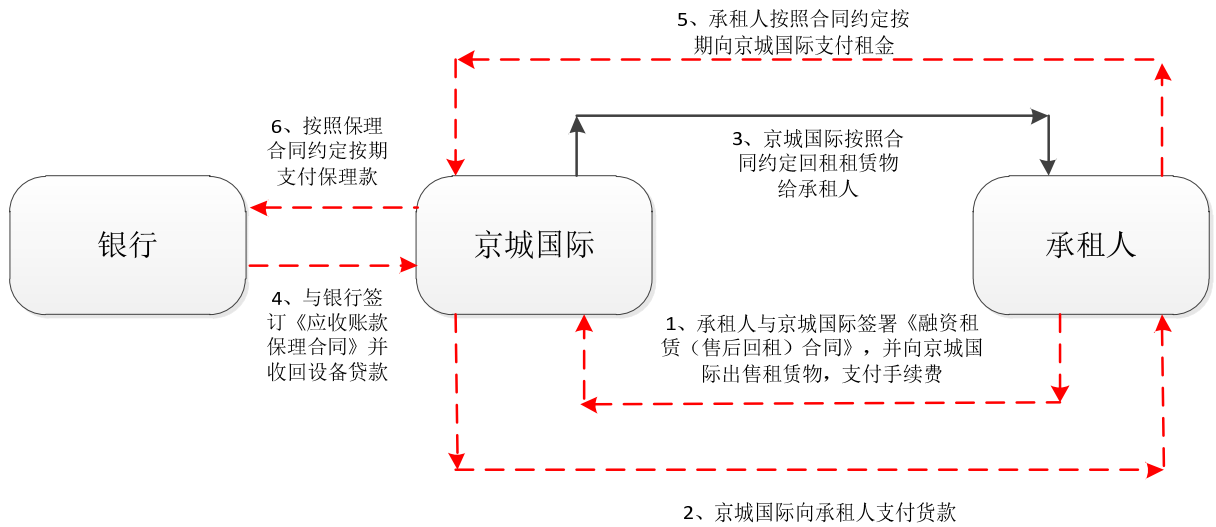 5、承租人按照合同约定按
期向京城国际支付租金
6、按照保理
合同约定按期
支付保理款
3、京城国际按照合
同约定回租租赁物
给承租人
银行
京城国际
承租人
4、与银行签
订《应收账款
保理合同》并
收回设备贷款
1、承租人与京城国际签署《融资租
赁（售后回租）合同》，并向京城国
际出售租赁物，支付手续费
2、京城国际向承租人支付货款